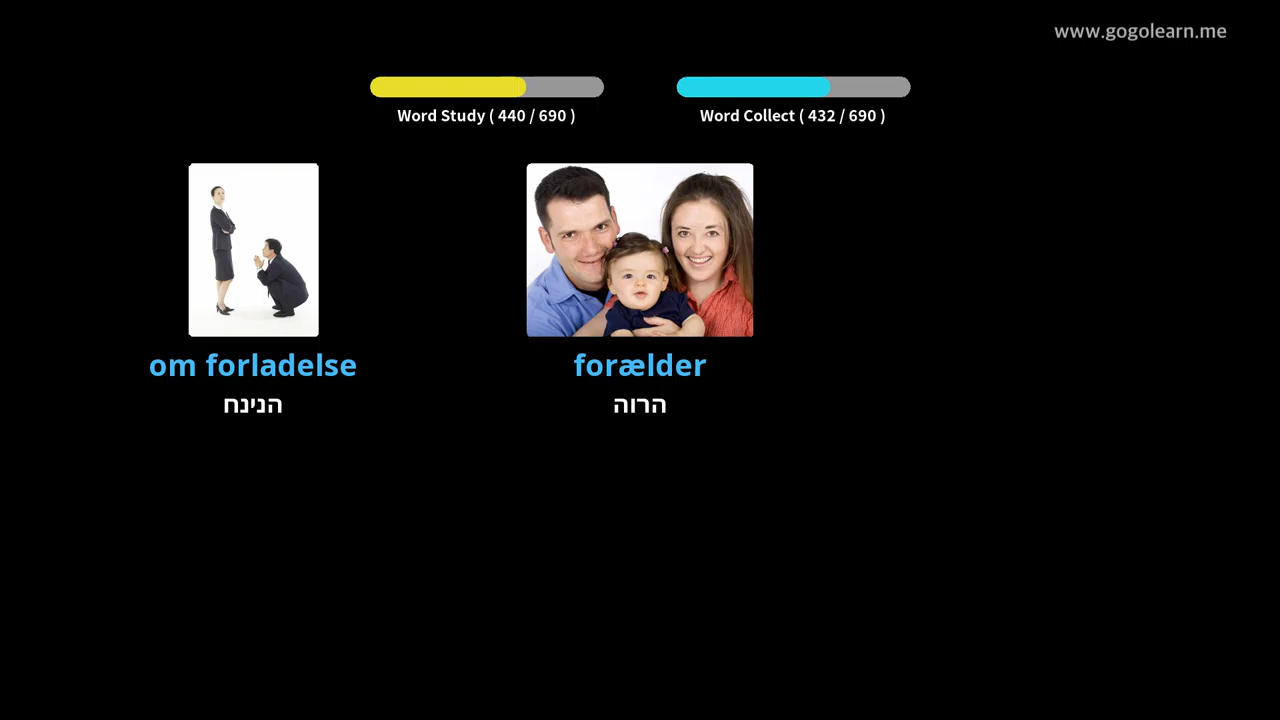 www.gogolearn.me
Word Study ( 440 / 690 )
Word Collect ( 432 / 690 )
om forladelse
הנינח
forælder
הרוה